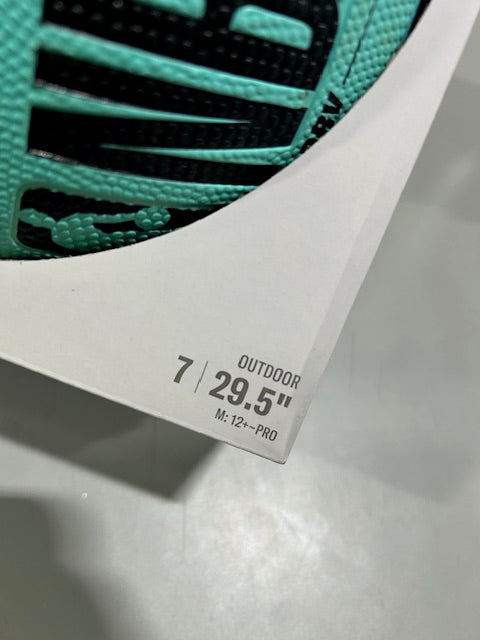 OUTDOOR
7 | 29.5"
M: 12+~PRO